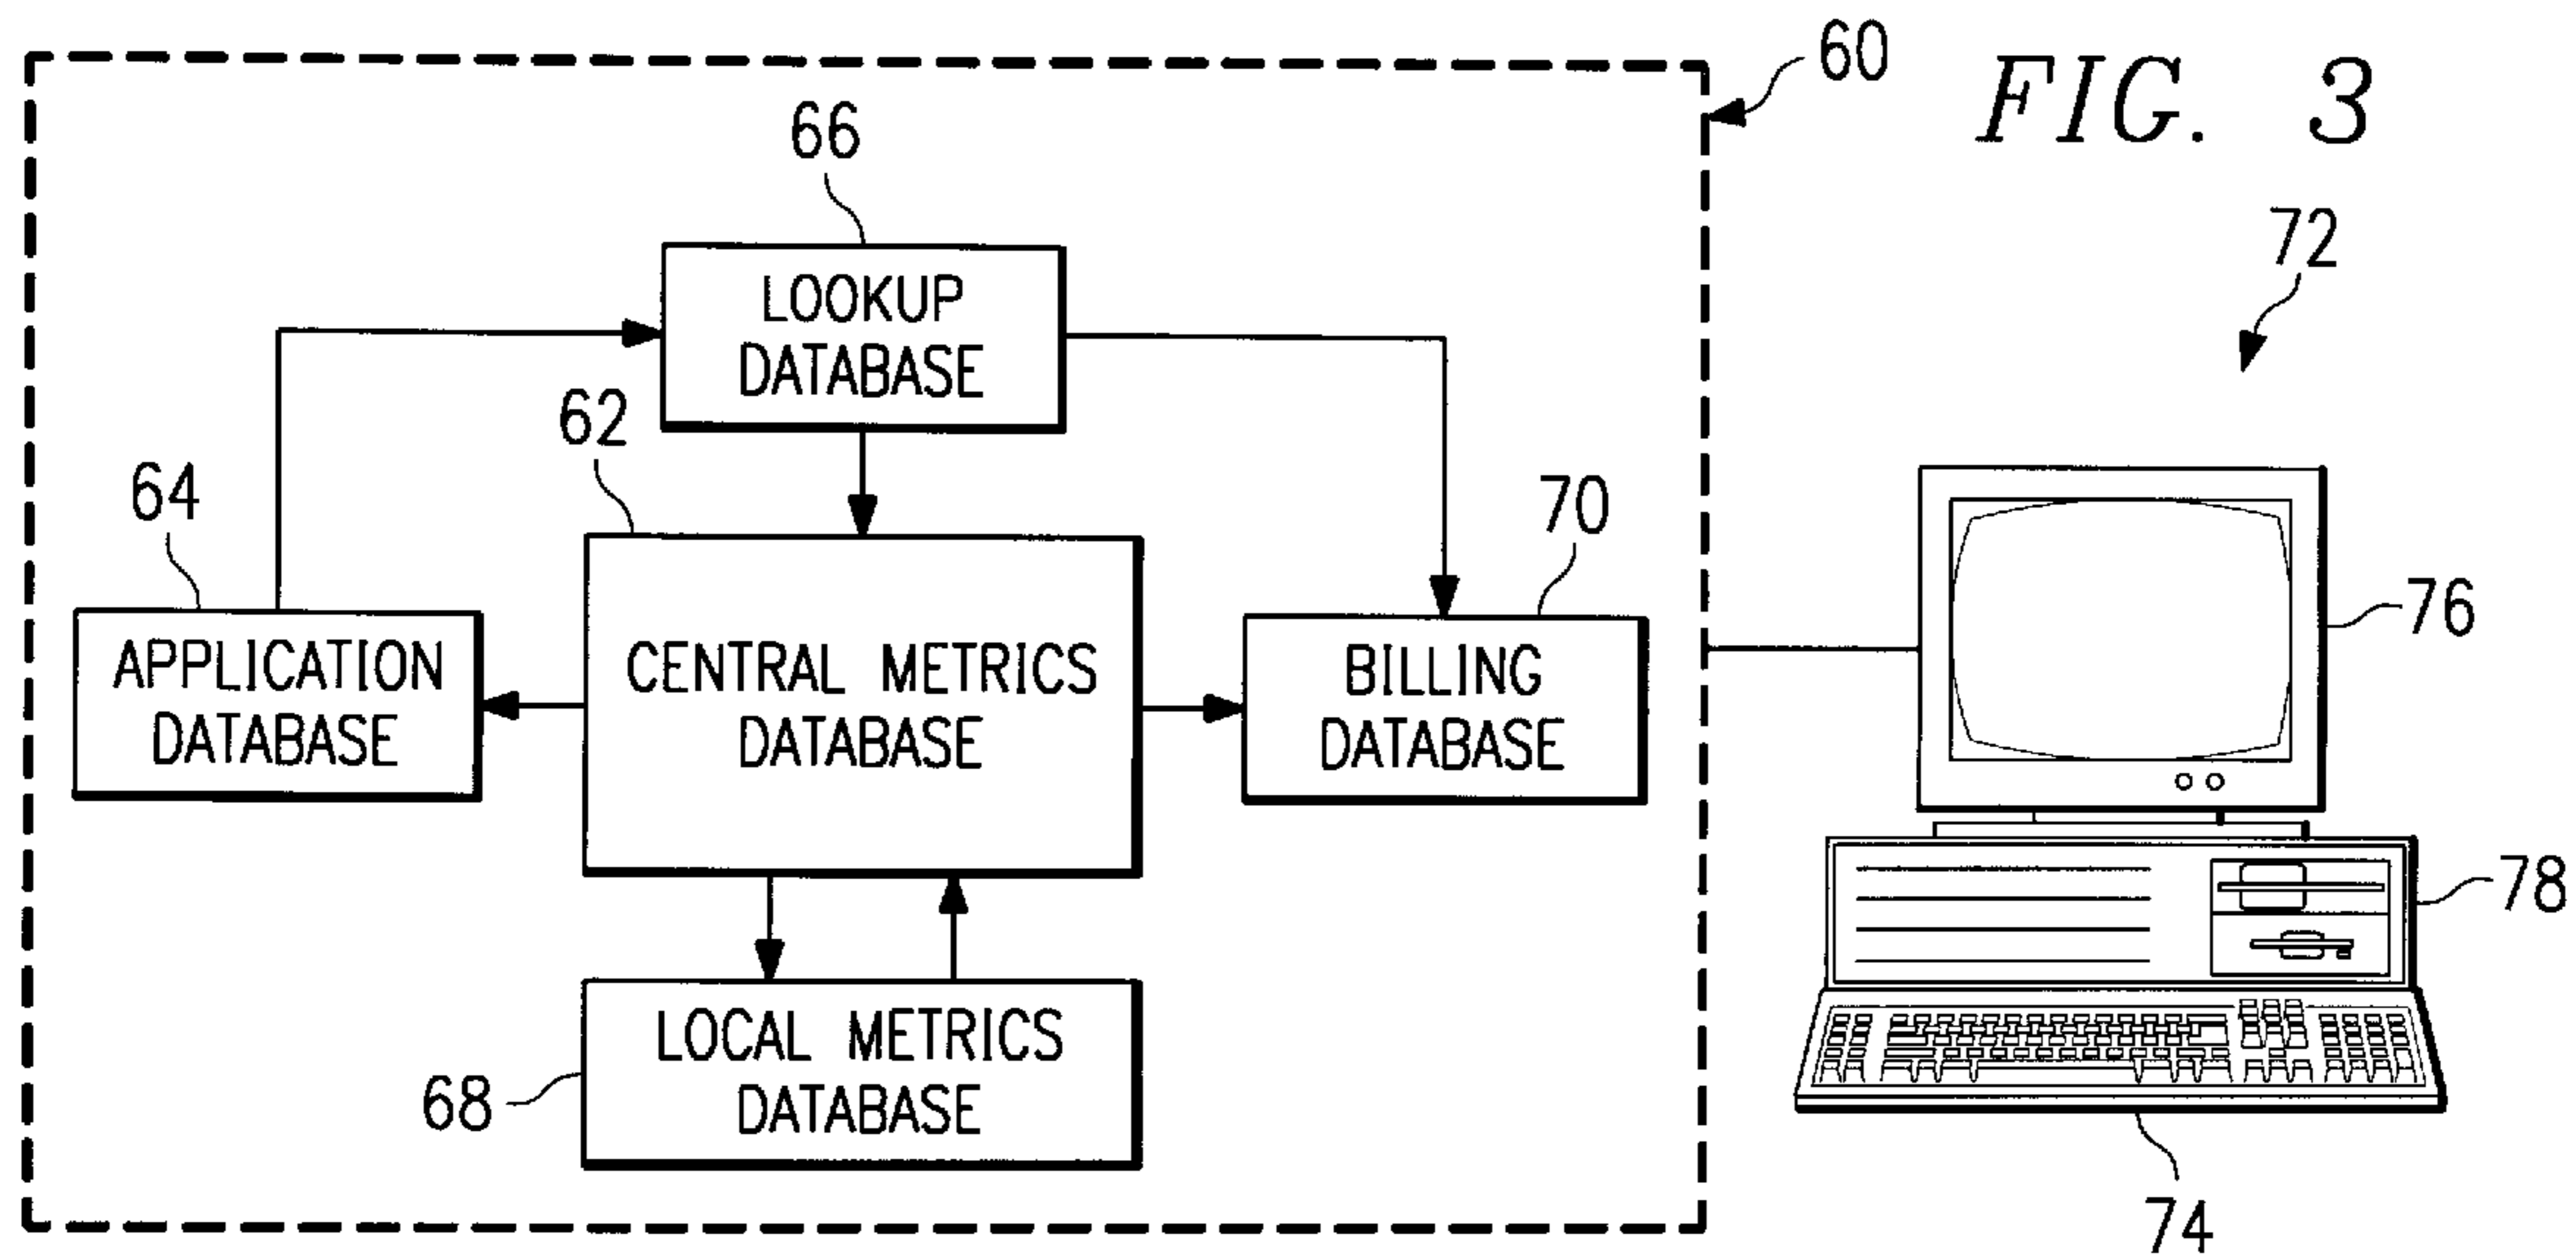 60
FIG. 3
66
72
LOOKUP
DATABASE
62
64
70
76
APPLICATION
DATABASE
CENTRAL METRICS
DATABASE
BILLING
DATABASE
78
LOCAL METRICS
DATABASE
68
74